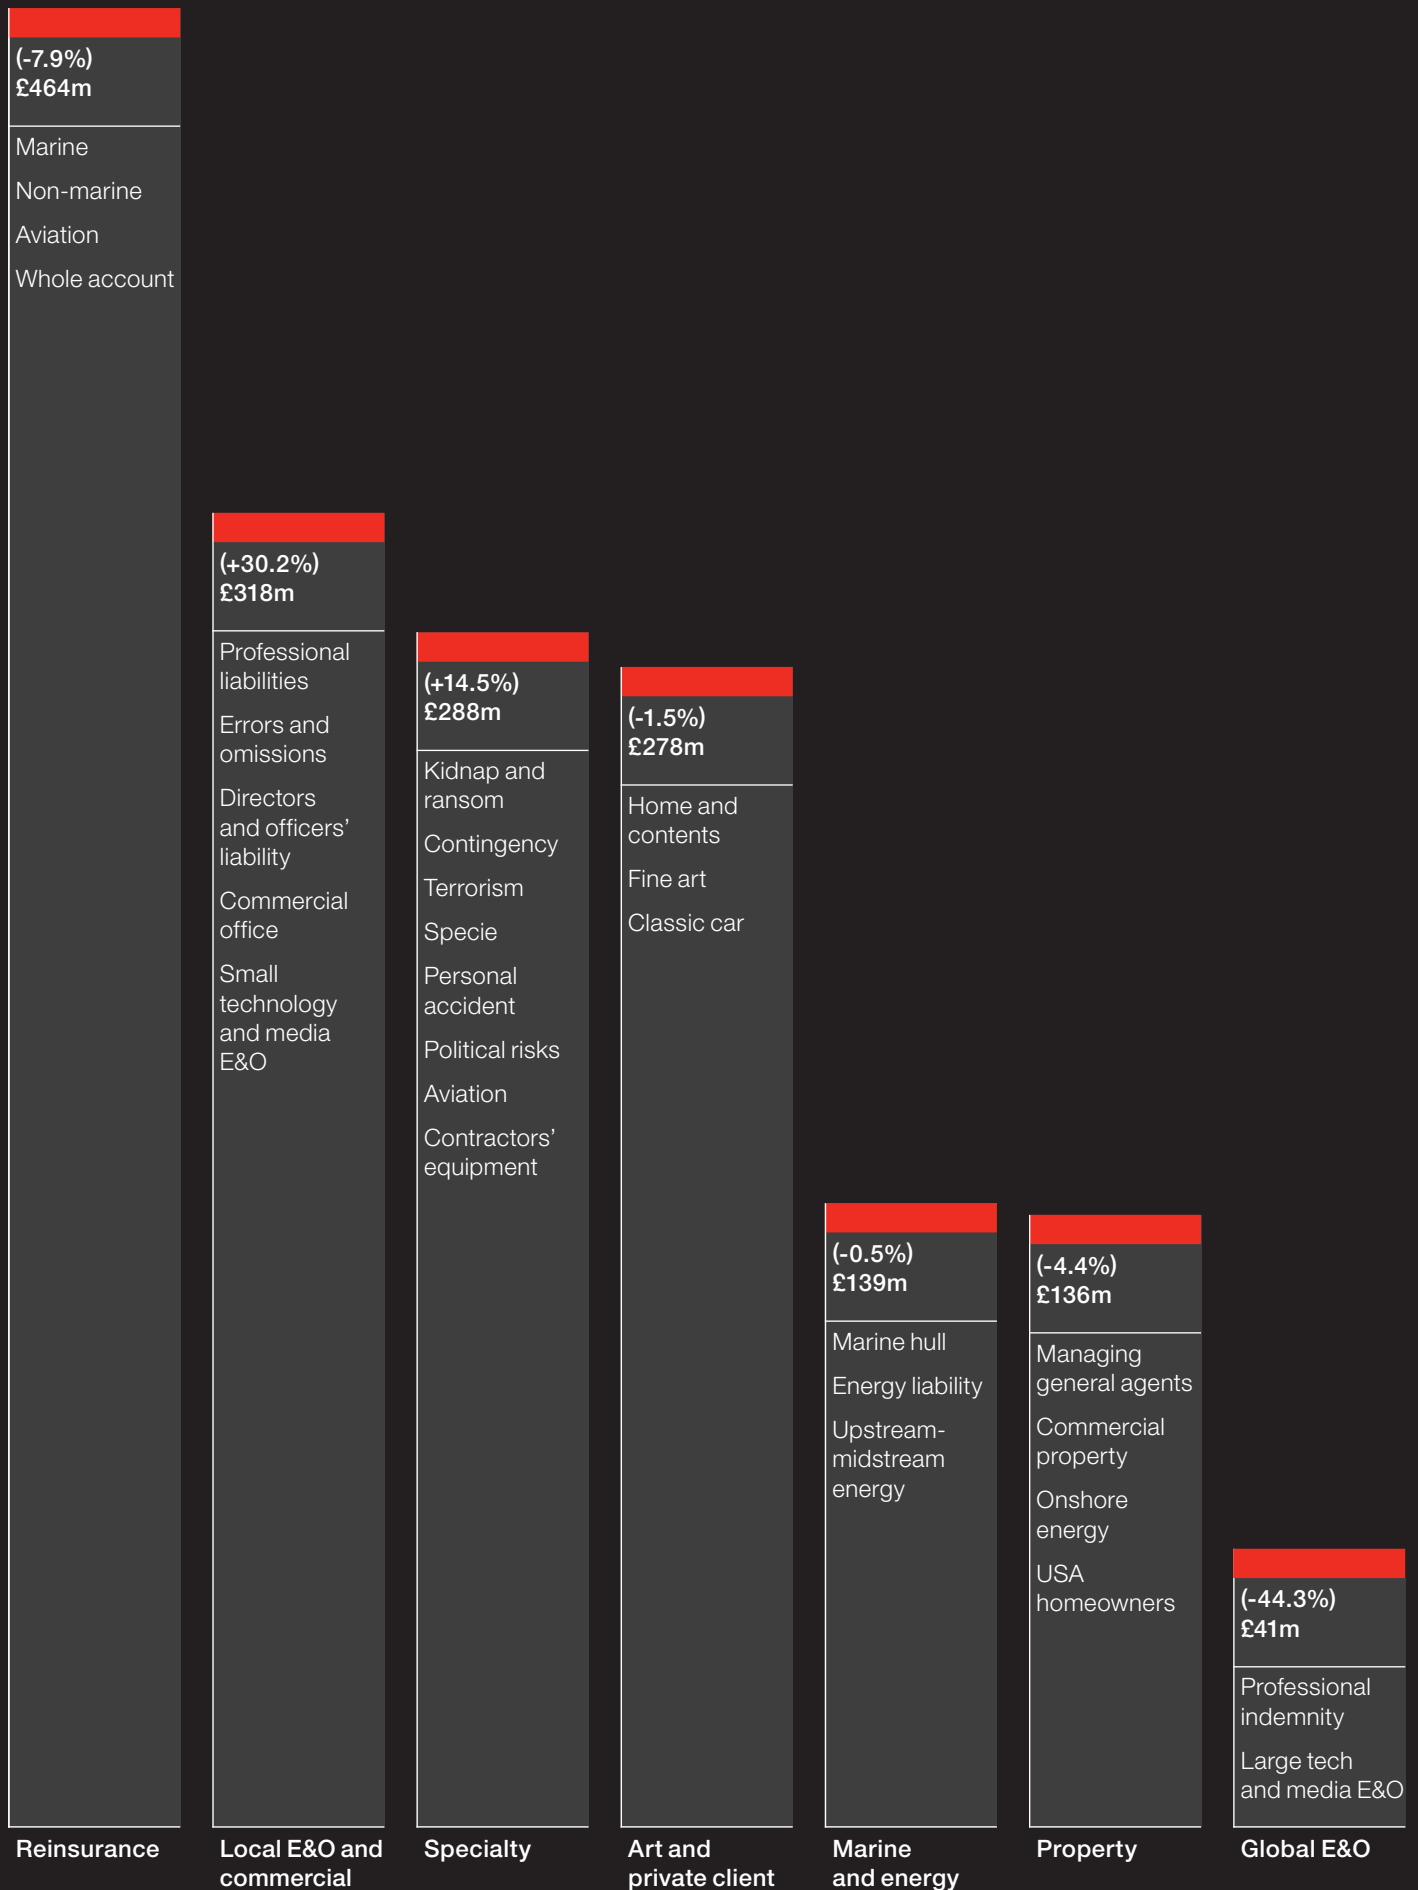 (-7.9%)
£464m
Marine
Non-marine
Aviation
Whole account
Reinsurance
(+30.2%)
£318m
Professional
liabilities
Errors and
omissions
Directors
and officers’
liability
Commercial
office
Small
technology
and media
E&O
Local E&O and
commercial
(+14.5%)
£288m
Kidnap and
ransom
Contingency
Terrorism
Specie
Personal
accident
Political risks
Aviation
Contractors’
equipment
Specialty
(-1.5%)
£278m
Home and
contents
Fine art
Classic car
Art and
private client
(-0.5%)
£139m
Marine hull
Energy liability
Upstream-
midstream
energy
Marine
and energy
(-4.4%)
£136m
Managing
general agents
Commercial
property
Onshore
energy
USA
homeowners
Property
(-44.3%)
£41m
Professional
indemnity
Large tech
and media E&O
Global E&O